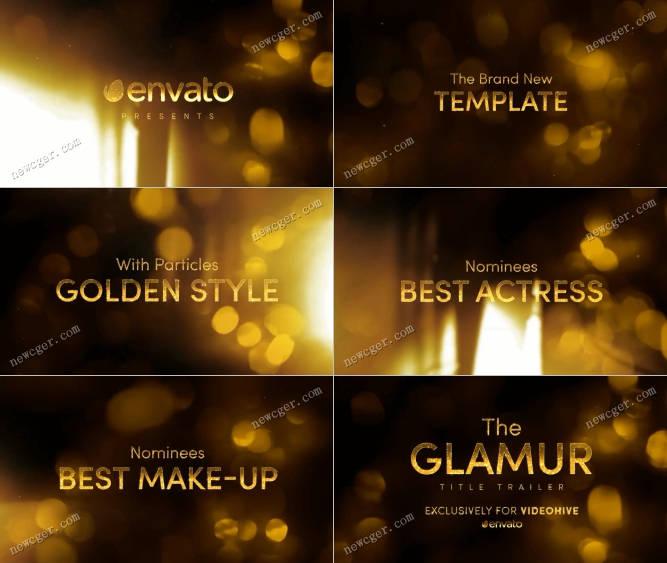 newcger.com
envato
PRESENTS
newcger.com
newcger.com
The Brand New
TEMPLATE
newcger.com
newcger.com
With Particles
GOLDEN STYLE
newcger.com
newcger.com
Nominees
BEST ACTRESS
newcger.com
newcger.com
Nominees
BEST MAKE-UP
newcger.com
newcger.com
The
GLAMUR
TITLE TRAILER
EXCLUSIVELY FOR VIDEOHIVE
envato
newcger.com